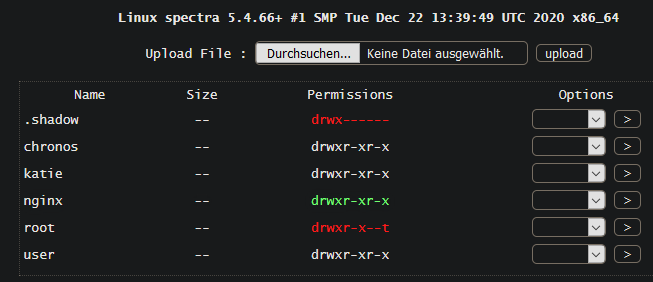 Linux spectra 5.4.66+ #1 SMP Tue Dec 22 13:39:49 UTC 2020 x86_64
Upload File : Durchsuchen... Keine Datei ausgewählt. upload
Name Size Permissions Options
.shadow -- drwx------ >
chronos -- drwxr-xr-x >
katie -- drwxr-xr-x >
nginx -- drwxr-xr-x >
root -- drwxr-x--t >
user -- drwxr-xr-x >